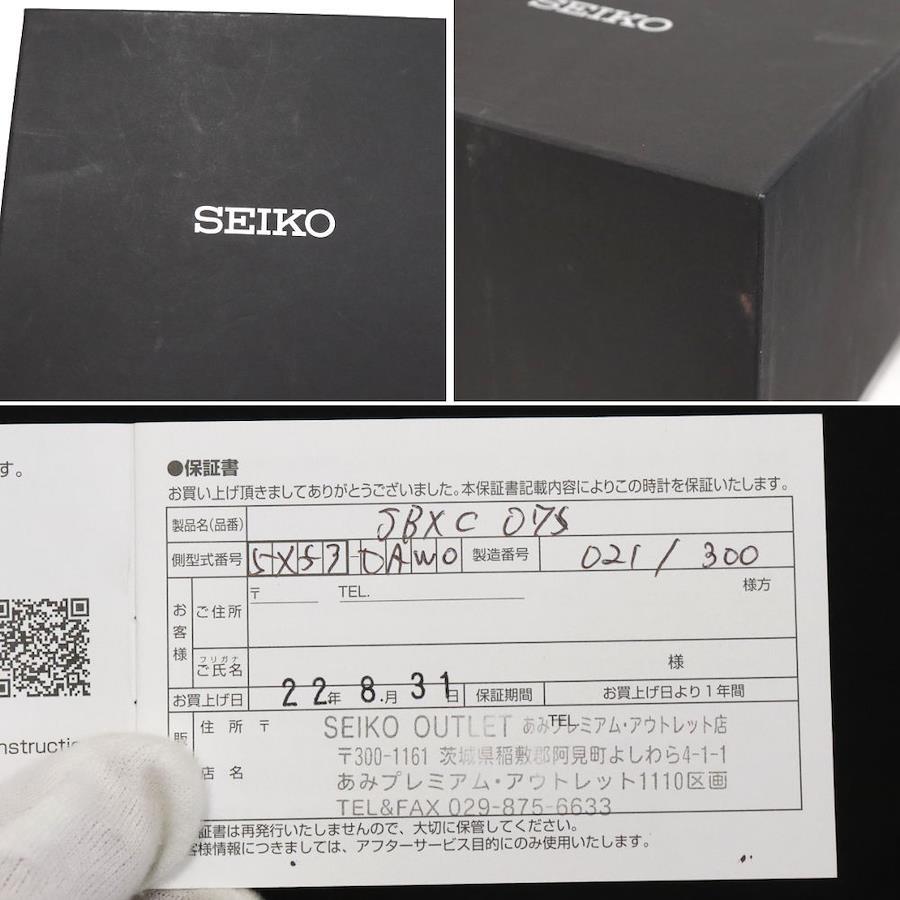 SEIKO
SEIKO
す。
nstructi
●保証書
お買い上げ頂きましてありがとうございました。本保証書記載内容によりこの時計を保証いたします。
製品名(品番) SBXC 075
側型式番号 5X53-0AW0 製造番号 021/300
お客様 ご住所 〒 TEL. 様方
フリガナ
ご氏名 様
お買上げ日 22年 8.月 31日 保証期間 お買上げ日より1年間
販 住所 〒 TEL.
SEIKO OUTLET あみプレミアム・アウトレット店
〒300-1161 茨城県稲敷郡阿見町よしわら4-1-1
店名 あみプレミアム・アウトレット1110区画
TEL&FAX 029-875-6633
証書は再発行いたしませんので、大切に保管してください。
客様情報につきましては、アフターサービス目的にのみ使用いたします。